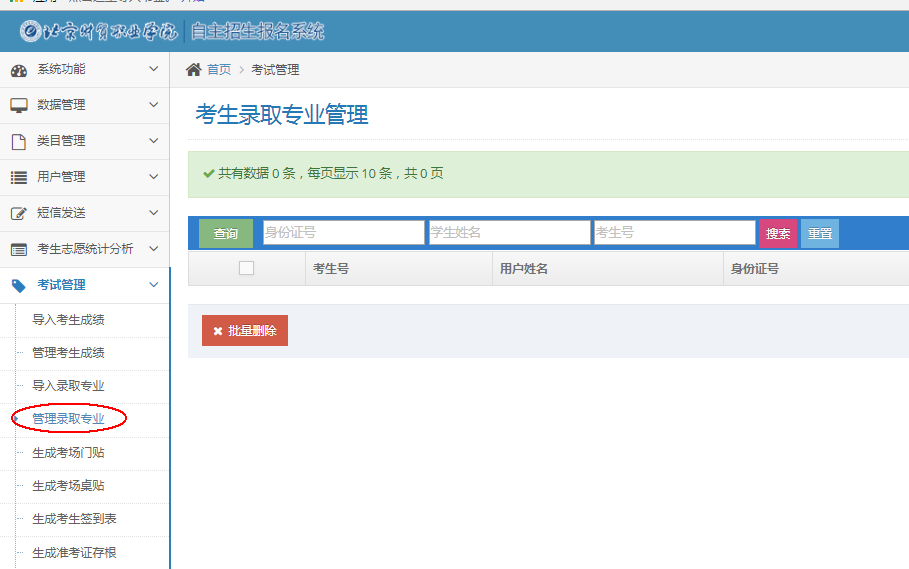 北京财贸职业学院 自主招生报名系统
系统功能
数据管理
类目管理
用户管理
短信发送
考生志愿统计分析
考试管理
导入考生成绩
管理考生成绩
导入录取专业
管理录取专业
生成考场门贴
生成考场桌贴
生成考生签到表
生成准考证存根
首页 > 考试管理
考生录取专业管理
共有数据 0 条，每页显示 10 条，共 0 页
查询 身份证号 学生姓名 考生号 搜索 重置
考生号 用户姓名 身份证号
批量删除